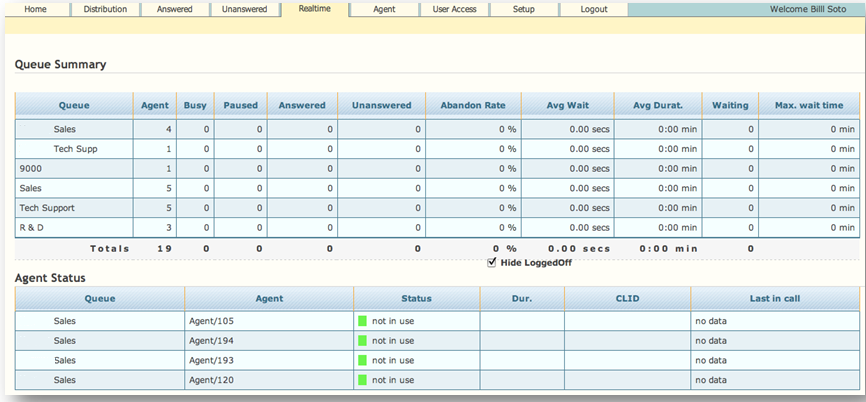 Home Distribution Answered Unanswered Realtime Agent User Access Setup Logout Welcome Billl Soto
Queue Summary
Queue Agent Busy Paused Answered Unanswered Abandon Rate Avg Wait Avg Durat. Waiting Max. wait time
Sales 4 0 0 0 0 0 % 0.00 secs 0:00 min 0 0 min
Tech Supp 1 0 0 0 0 0 % 0.00 secs 0:00 min 0 0 min
9000 1 0 0 0 0 0 % 0.00 secs 0:00 min 0 0 min
Sales 5 0 0 0 0 0 % 0.00 secs 0:00 min 0 0 min
Tech Support 5 0 0 0 0 0 % 0.00 secs 0:00 min 0 0 min
R & D 3 0 0 0 0 0 % 0.00 secs 0:00 min 0 0 min
Totals 19 0 0 0 0 0 % 0.00 secs 0:00 min 0
Hide LoggedOff
Agent Status
Queue Agent Status Dur. CLID Last in call
Sales Agent/105 not in use no data
Sales Agent/194 not in use no data
Sales Agent/193 not in use no data
Sales Agent/120 not in use no data